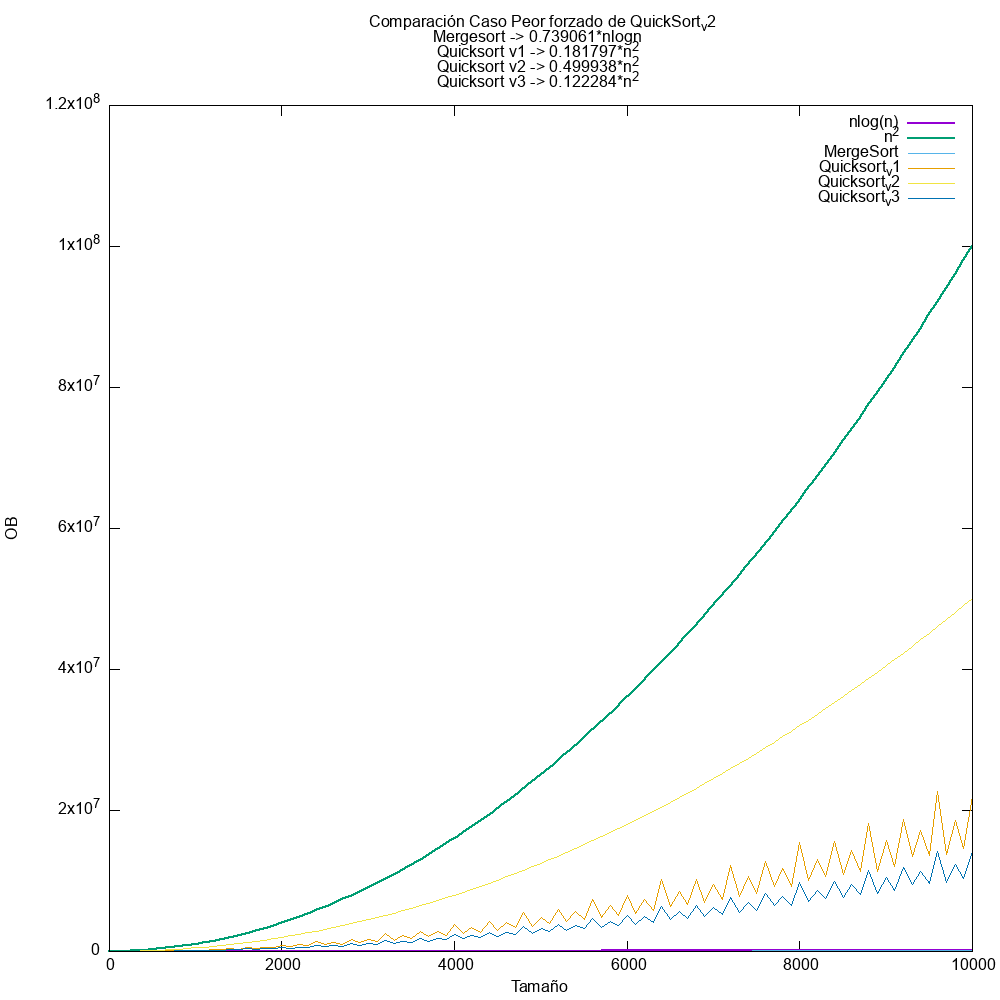 Comparación Caso Peor forzado de QuickSortᵥ2
Mergesort -> 0.739061*nlogn
Quicksort v1 -> 0.181797*n²
Quicksort v2 -> 0.499938*n²
Quicksort v3 -> 0.122284*n²
1.2x10⁸
1x10⁸
8x10⁷
6x10⁷
4x10⁷
2x10⁷
0
OB
nlog(n)
n²
MergeSort
Quicksortᵥ1
Quicksortᵥ2
Quicksortᵥ3
0 2000 4000 6000 8000 10000
Tamaño